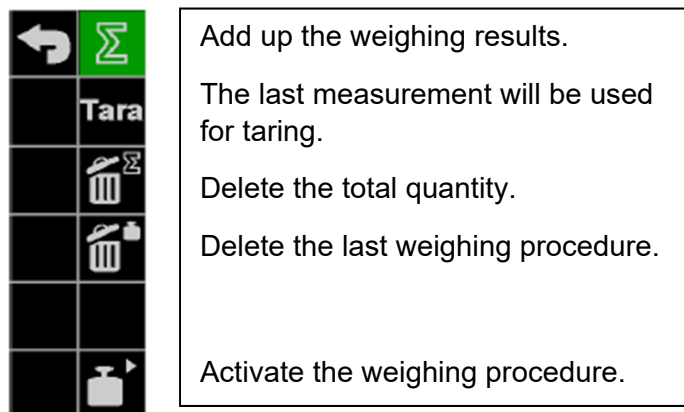 Σ
Add up the weighing results.
Tara
The last measurement will be used
for taring.
Σ
Delete the total quantity.
Delete the last weighing procedure.
Activate the weighing procedure.